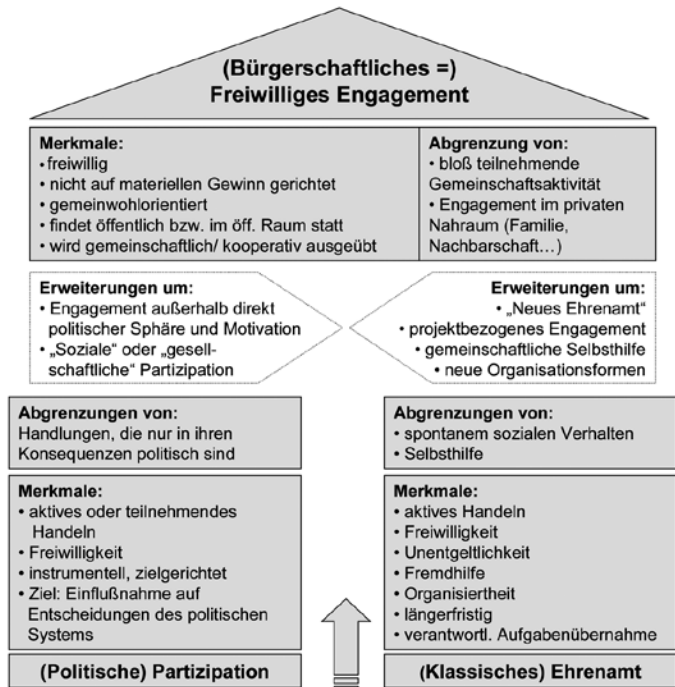 (Bürgerschaftliches =)
Freiwilliges Engagement
Merkmale:
• freiwillig
• nicht auf materiellen Gewinn gerichtet
• gemeinwohlorientiert
• findet öffentlich bzw. im öff. Raum statt
• wird gemeinschaftlich/ kooperativ ausgeübt
Abgrenzung von:
• bloß teilnehmende
Gemeinschaftsaktivität
• Engagement im privaten
Nahraum (Familie,
Nachbarschaft…)
Erweiterungen um:
• Engagement außerhalb direkt
politischer Sphäre und Motivation
• „Soziale“ oder „gesell-
schaftliche“ Partizipation
Erweiterungen um:
• „Neues Ehrenamt“
• projektbezogenes Engagement
• gemeinschaftliche Selbsthilfe
• neue Organisationsformen
Abgrenzungen von:
Handlungen, die nur in ihren
Konsequenzen politisch sind
Merkmale:
• aktives oder teilnehmendes
Handeln
• Freiwilligkeit
• instrumentell, zielgerichtet
• Ziel: Einflußnahme auf
Entscheidungen des politischen
Systems
(Politische) Partizipation
Abgrenzungen von:
• spontanem sozialen Verhalten
• Selbsthilfe
Merkmale:
• aktives Handeln
• Freiwilligkeit
• Unentgeltlichkeit
• Fremdhilfe
• Organisiertheit
• längerfristig
• verantwortl. Aufgabenübernahme
(Klassisches) Ehrenamt